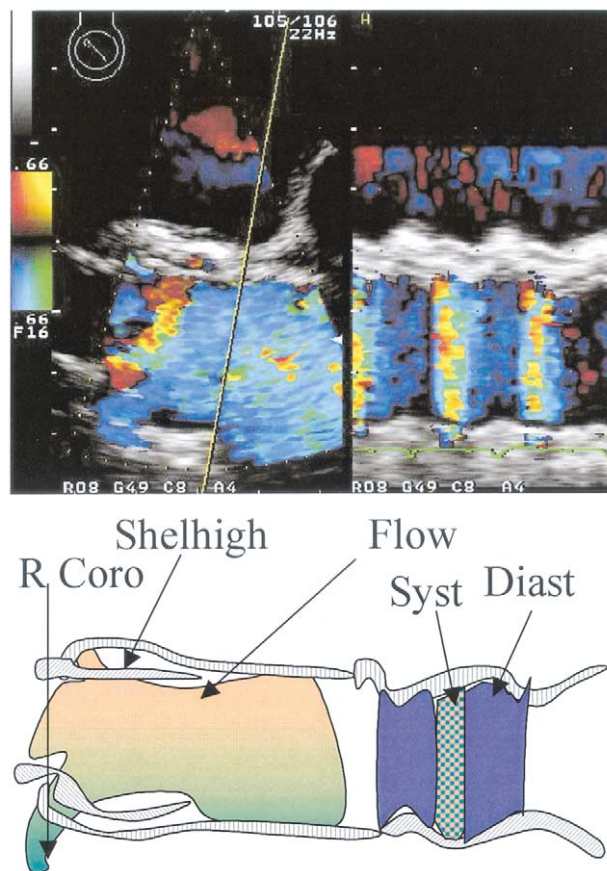 105/106
22Hz
A
.66
.66
F16
R08 G49 C8 A4
R08 G49 C8 A4
Shelhigh
Flow
R Coro
Syst
Diast